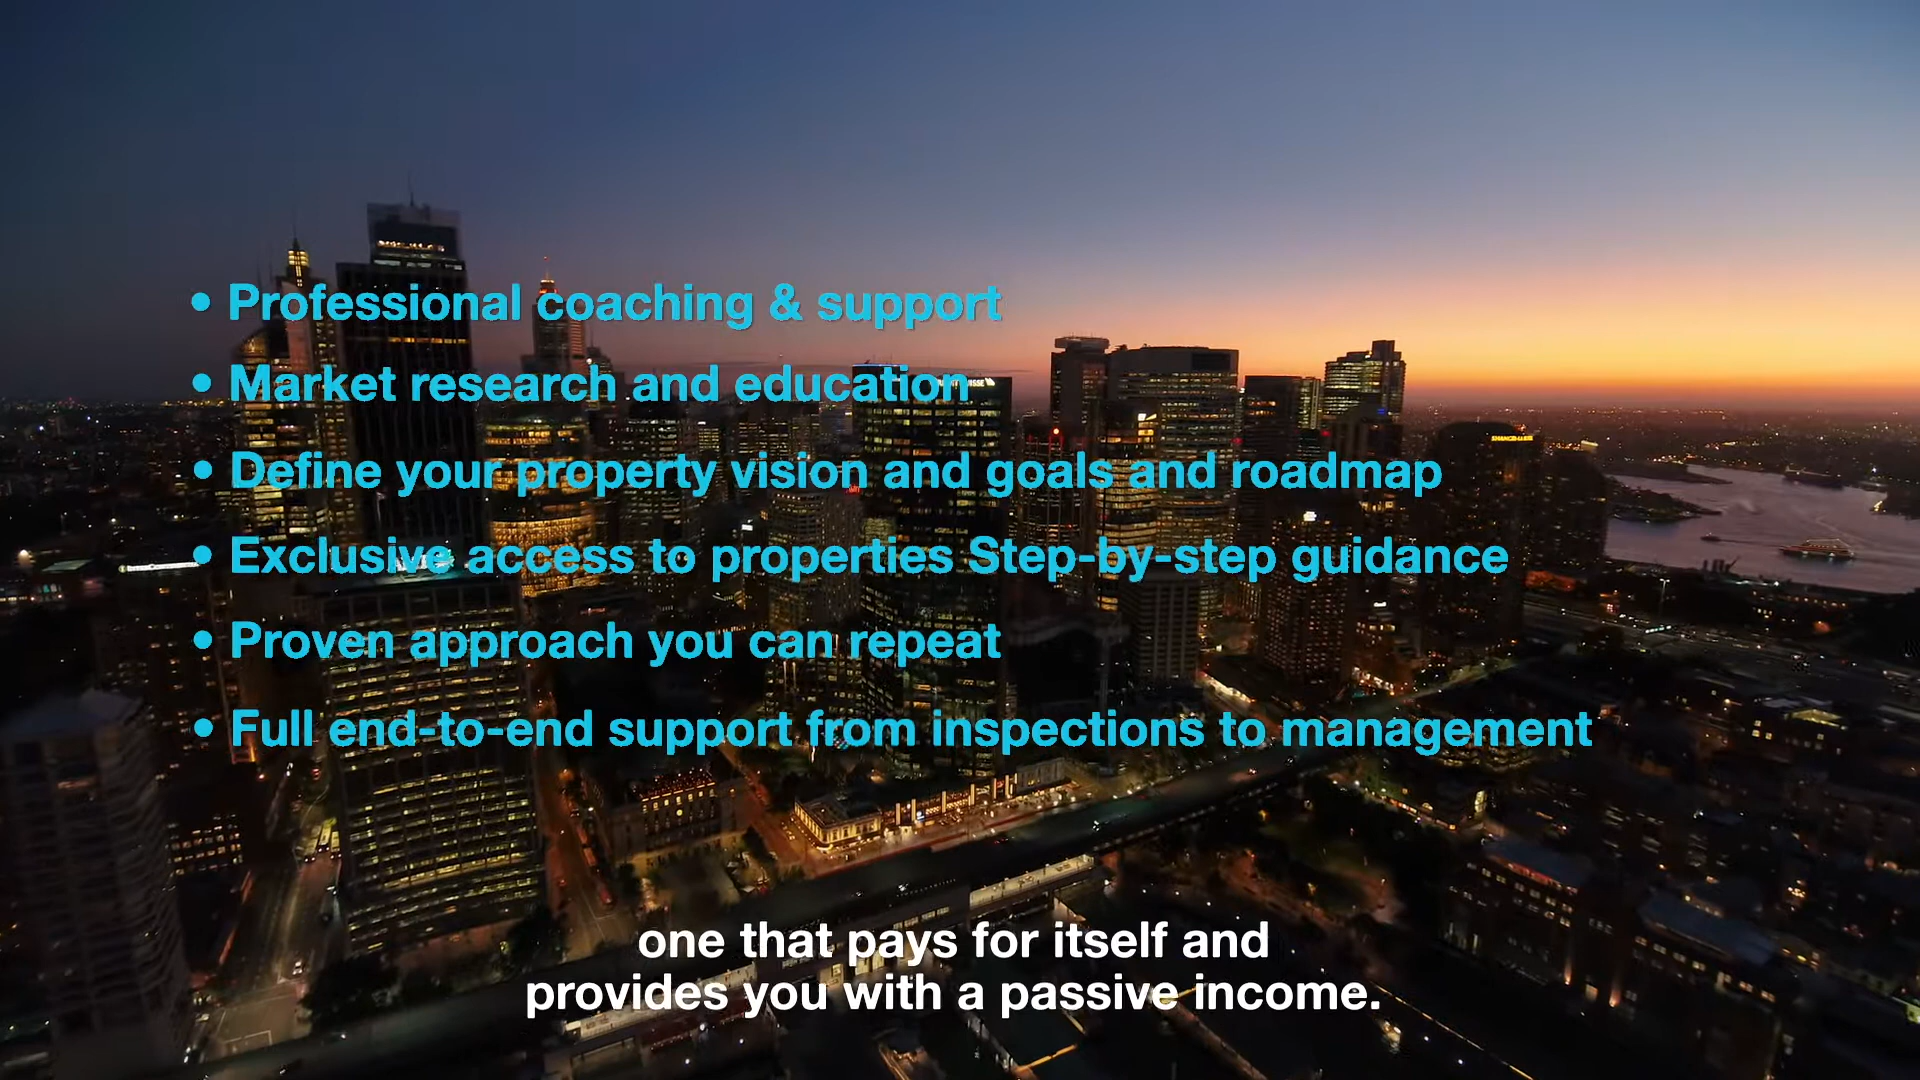 • Professional coaching & support
• Market research and education
• Define your property vision and goals and roadmap
• Exclusive access to properties Step-by-step guidance
• Proven approach you can repeat
• Full end-to-end support from inspections to management
one that pays for itself and
provides you with a passive income.